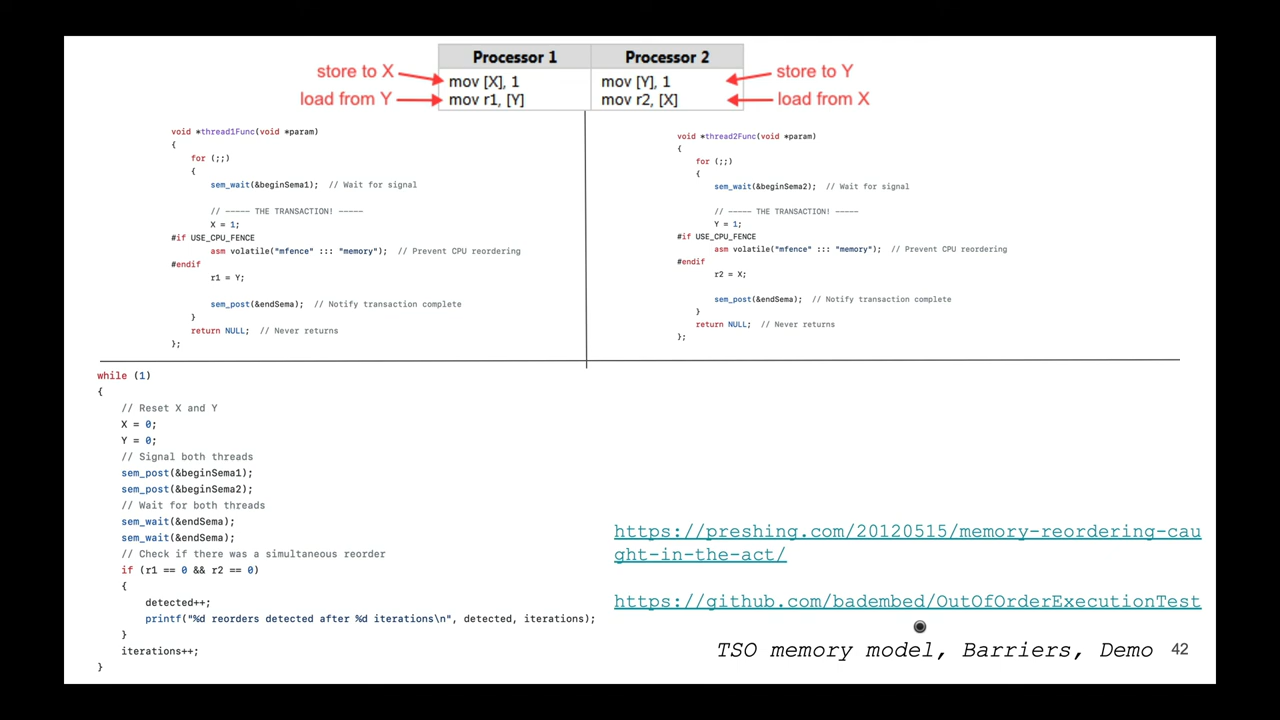 Processor 1 Processor 2
store to X mov [X], 1 mov [Y], 1 store to Y
load from Y mov r1, [Y] mov r2, [X] load from X
void *thread1Func(void *param)
{
for (;;)
{
sem_wait(&beginSema1);  // Wait for signal
// ----- THE TRANSACTION! -----
X = 1;
#if USE_CPU_FENCE
asm volatile("mfence" ::: "memory");  // Prevent CPU reordering
#endif
r1 = Y;
sem_post(&endSema);  // Notify transaction complete
}
return NULL;  // Never returns
};
void *thread2Func(void *param)
{
for (;;)
{
sem_wait(&beginSema2);  // Wait for signal
// ----- THE TRANSACTION! -----
Y = 1;
#if USE_CPU_FENCE
asm volatile("mfence" ::: "memory");  // Prevent CPU reordering
#endif
r2 = X;
sem_post(&endSema);  // Notify transaction complete
}
return NULL;  // Never returns
};
while (1)
{
// Reset X and Y
X = 0;
Y = 0;
// Signal both threads
sem_post(&beginSema1);
sem_post(&beginSema2);
// Wait for both threads
sem_wait(&endSema);
sem_wait(&endSema);
// Check if there was a simultaneous reorder
if (r1 == 0 && r2 == 0)
{
detected++;
printf("%d reorders detected after %d iterations\n", detected, iterations);
}
iterations++;
}
https://preshing.com/20120515/memory-reordering-cau
ght-in-the-act/
https://github.com/badembed/OutOfOrderExecutionTest
TSO memory model, Barriers, Demo 42